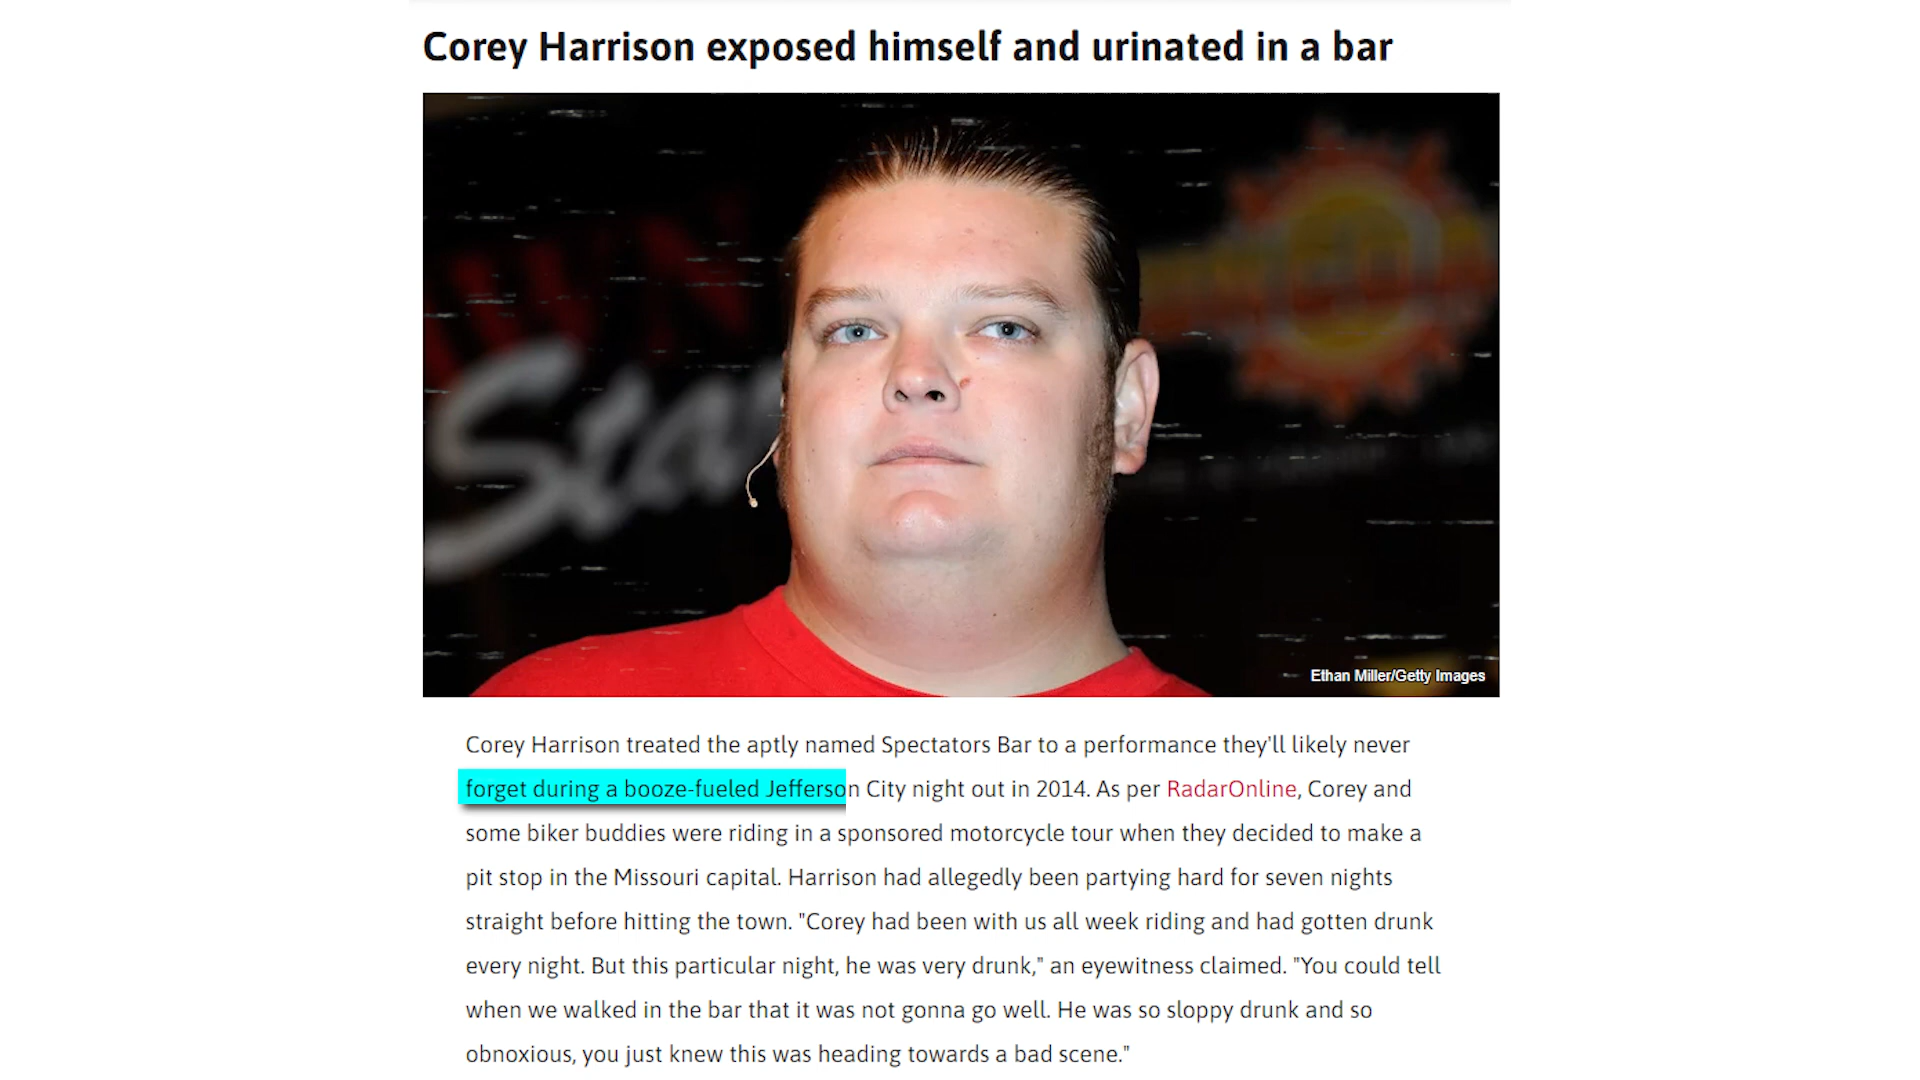 Corey Harrison exposed himself and urinated in a bar
Star
Ethan Miller/Getty Images
Corey Harrison treated the aptly named Spectators Bar to a performance they'll likely never
forget during a booze-fueled Jefferson City night out in 2014. As per RadarOnline, Corey and
some biker buddies were riding in a sponsored motorcycle tour when they decided to make a
pit stop in the Missouri capital. Harrison had allegedly been partying hard for seven nights
straight before hitting the town. "Corey had been with us all week riding and had gotten drunk
every night. But this particular night, he was very drunk," an eyewitness claimed. "You could tell
when we walked in the bar that it was not gonna go well. He was so sloppy drunk and so
obnoxious, you just knew this was heading towards a bad scene."